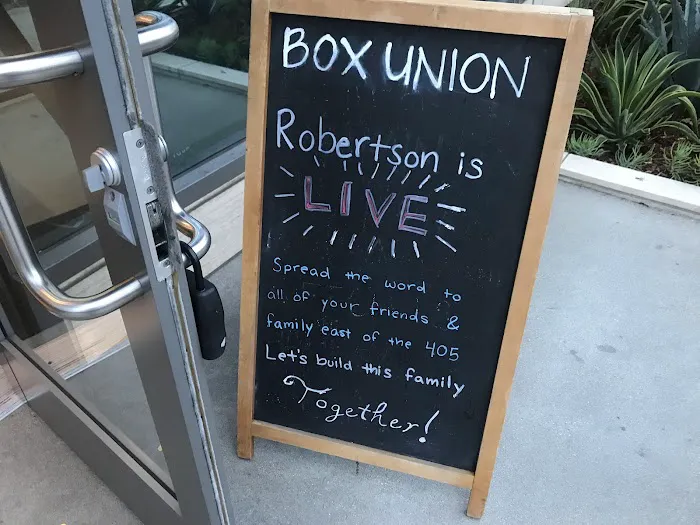 BOX UNION
Robertson is
LIVE
Spread the word to
all of your friends &
family east of the 405
Let's build this family
Together!